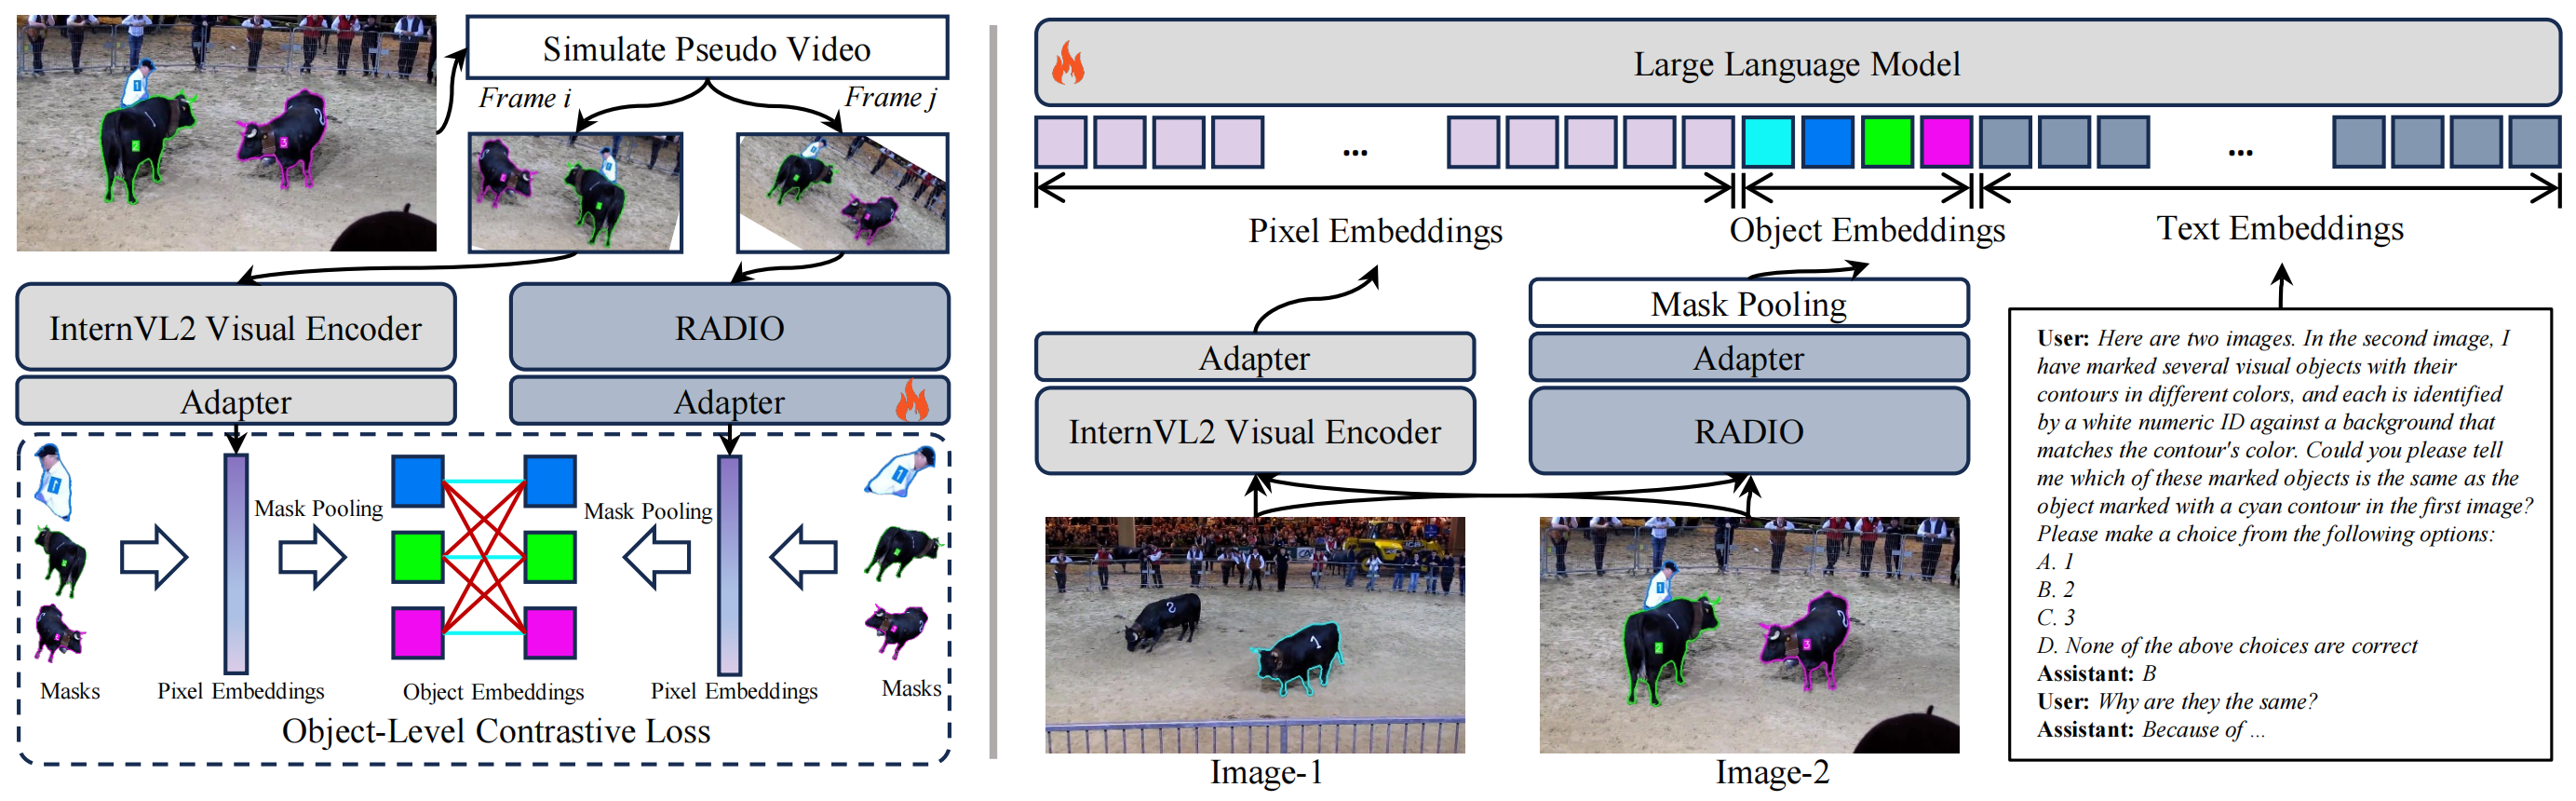 Simulate Pseudo Video
Frame i
Frame j
1
2
3
InternVL2 Visual Encoder
RADIO
Adapter
Adapter
Mask Pooling
Mask Pooling
Masks
Pixel Embeddings
Object Embeddings
Pixel Embeddings
Masks
Object-Level Contrastive Loss
Large Language Model
...
...
Pixel Embeddings
Object Embeddings
Text Embeddings
Mask Pooling
Adapter
Adapter
InternVL2 Visual Encoder
RADIO
1
2
3
Image-1
Image-2
User: Here are two images. In the second image, I
have marked several visual objects with their
contours in different colors, and each is identified
by a white numeric ID against a background that
matches the contour's color. Could you please tell
me which of these marked objects is the same as the
object marked with a cyan contour in the first image?
Please make a choice from the following options:
A. 1
B. 2
C. 3
D. None of the above choices are correct
Assistant: B
User: Why are they the same?
Assistant: Because of ...